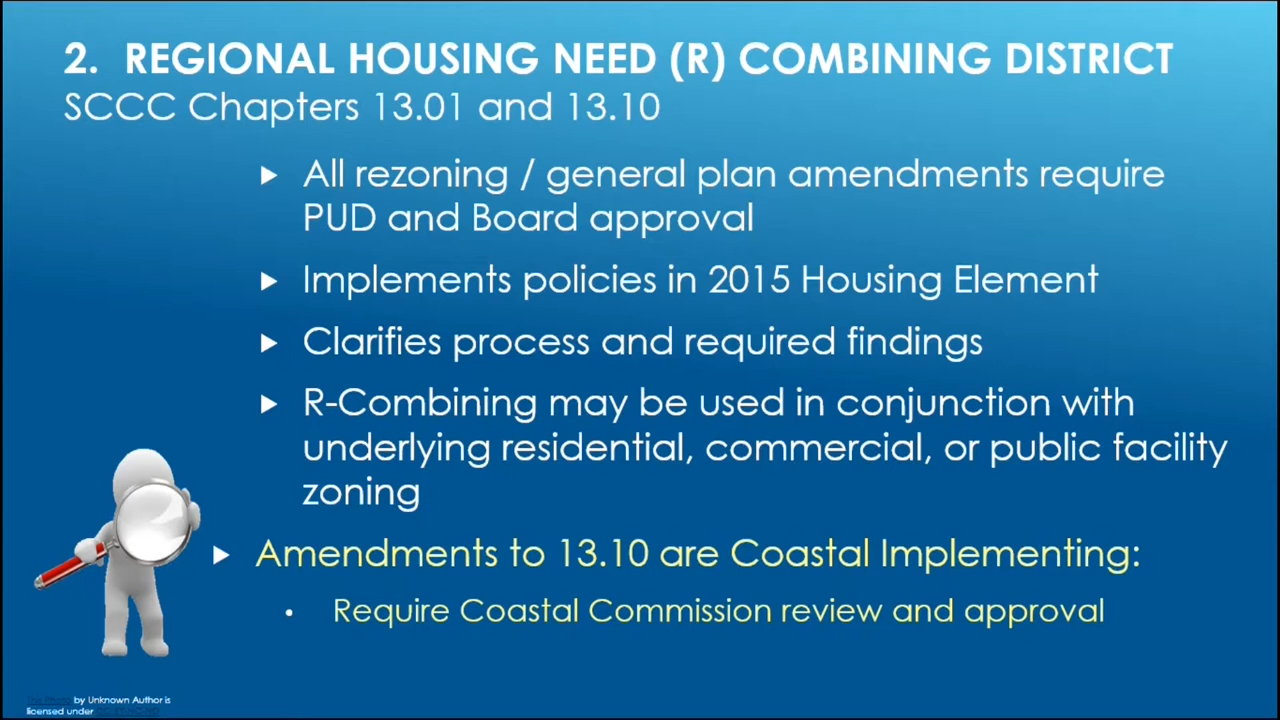 2. REGIONAL HOUSING NEED (R) COMBINING DISTRICT
SCCC Chapters 13.01 and 13.10
All rezoning / general plan amendments require
PUD and Board approval
Implements policies in 2015 Housing Element
Clarifies process and required findings
R-Combining may be used in conjunction with
underlying residential, commercial, or public facility
zoning
Amendments to 13.10 are Coastal Implementing:
• Require Coastal Commission review and approval
by Unknown Author is
licensed under